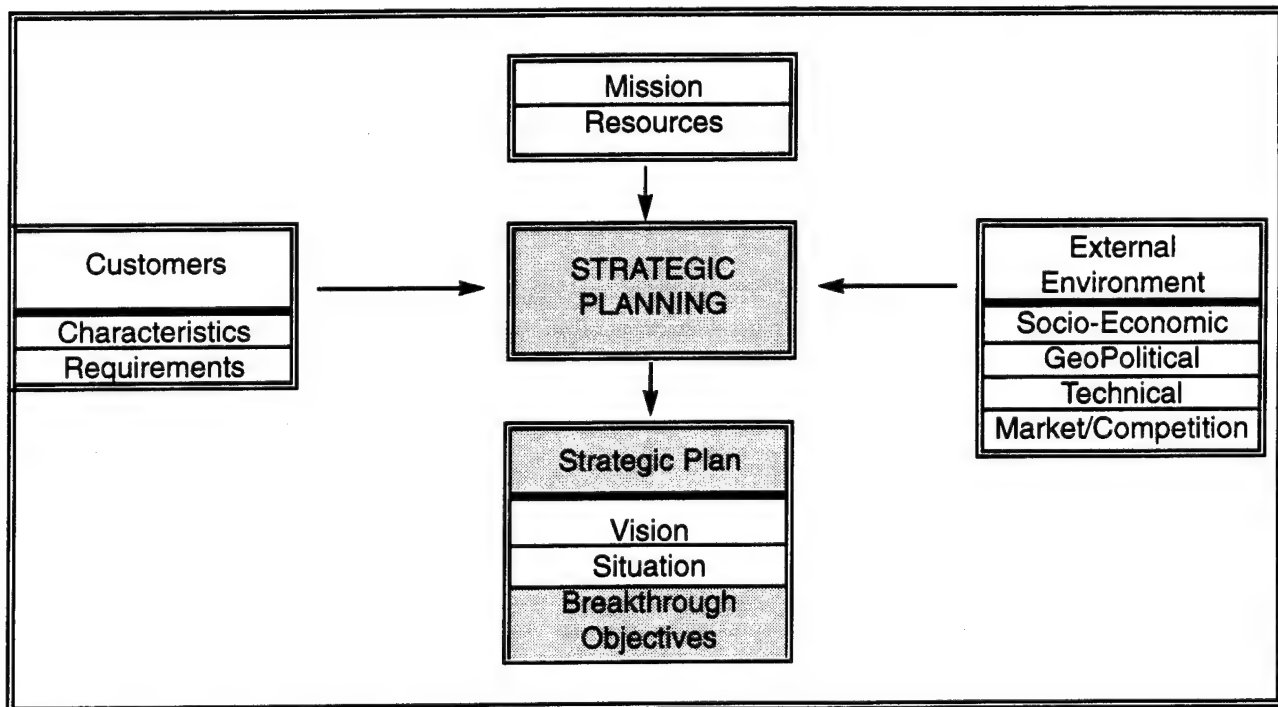 Mission
Resources
Customers
Characteristics
Requirements
STRATEGIC
PLANNING
External
Environment
Socio-Economic
GeoPolitical
Technical
Market/Competition
Strategic Plan
Vision
Situation
Breakthrough
Objectives